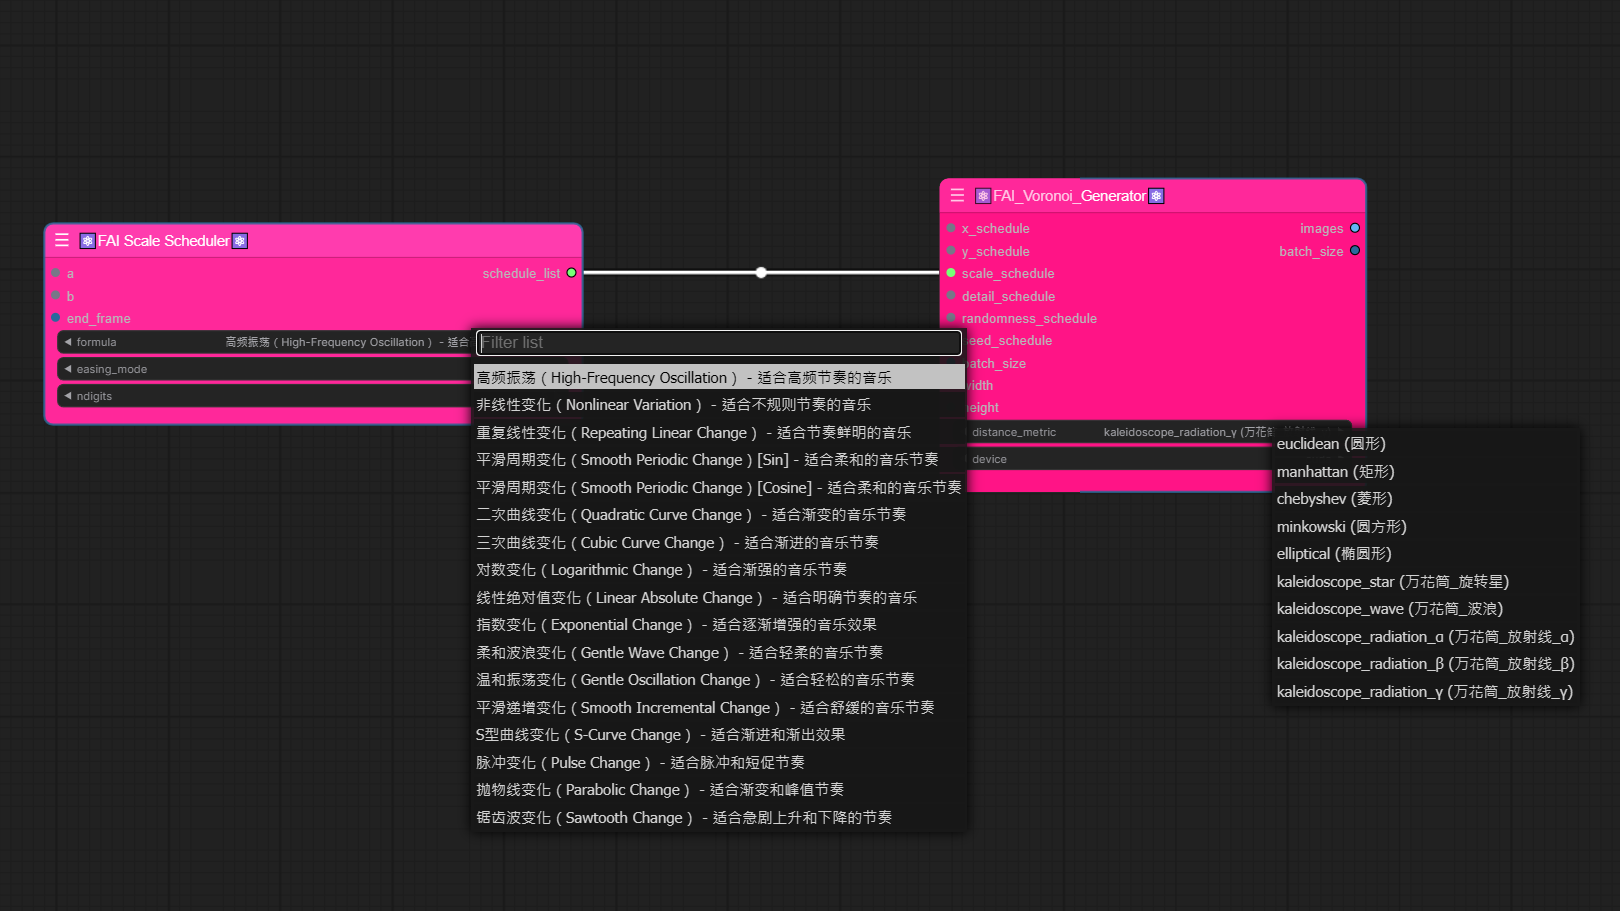 FAI Scale Scheduler
a
schedule_list
b
end_frame
formula
高频振荡 ( High-Frequency Oscillation ) - 适合
easing_mode
ndigits
Filter list
高频振荡 ( High-Frequency Oscillation ) - 适合高频节奏的音乐
非线性变化 ( Nonlinear Variation ) - 适合不规则节奏的音乐
重复线性变化 ( Repeating Linear Change ) - 适合节奏鲜明的音乐
平滑周期变化 ( Smooth Periodic Change ) [Sin] - 适合柔和的音乐节奏
平滑周期变化 ( Smooth Periodic Change ) [Cosine] - 适合柔和的音乐节奏
二次曲线变化 ( Quadratic Curve Change ) - 适合渐变的音乐节奏
三次曲线变化 ( Cubic Curve Change ) - 适合渐进的音乐节奏
对数变化 ( Logarithmic Change ) - 适合渐强的音乐节奏
线性绝对值变化 ( Linear Absolute Change ) - 适合明确节奏的音乐
指数变化 ( Exponential Change ) - 适合逐渐增强的音乐效果
柔和波浪变化 ( Gentle Wave Change ) - 适合轻柔的音乐节奏
温和振荡变化 ( Gentle Oscillation Change ) - 适合轻松的音乐节奏
平滑递增变化 ( Smooth Incremental Change ) - 适合舒缓的音乐节奏
S型曲线变化 ( S-Curve Change ) - 适合渐进和渐出效果
脉冲变化 ( Pulse Change ) - 适合脉冲和短促节奏
抛物线变化 ( Parabolic Change ) - 适合渐变和峰值节奏
锯齿波变化 ( Sawtooth Change ) - 适合急剧上升和下降的节奏
FAI_Voronoi_Generator
x_schedule
images
y_schedule
batch_size
scale_schedule
detail_schedule
randomness_schedule
seed_schedule
batch_size
width
height
distance_metric
kaleidoscope_radiation_γ (万花筒
device
euclidean (圆形)
manhattan (矩形)
chebyshev (菱形)
minkowski (圆方形)
elliptical (椭圆形)
kaleidoscope_star (万花筒_旋转星)
kaleidoscope_wave (万花筒_波浪)
kaleidoscope_radiation_α (万花筒_放射线_α)
kaleidoscope_radiation_β (万花筒_放射线_β)
kaleidoscope_radiation_γ (万花筒_放射线_γ)